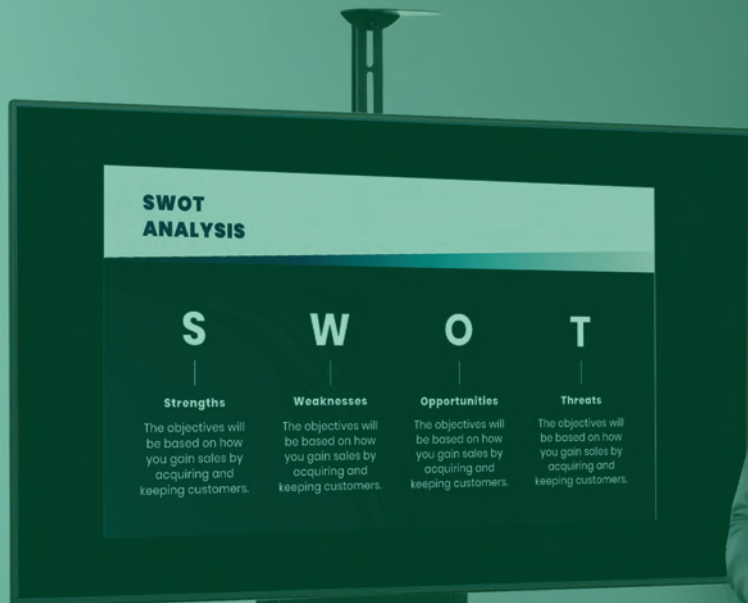 SWOT
ANALYSIS
S
W
O
T
Strengths
The objectives will
be based on how
you gain sales by
acquiring and
keeping customers.
Weaknesses
The objectives will
be based on how
you gain sales by
acquiring and
keeping customers.
Opportunities
The objectives will
be based on how
you gain sales by
acquiring and
keeping customers.
Threats
The objectives will
be based on how
you gain sales by
acquiring and
keeping customers.